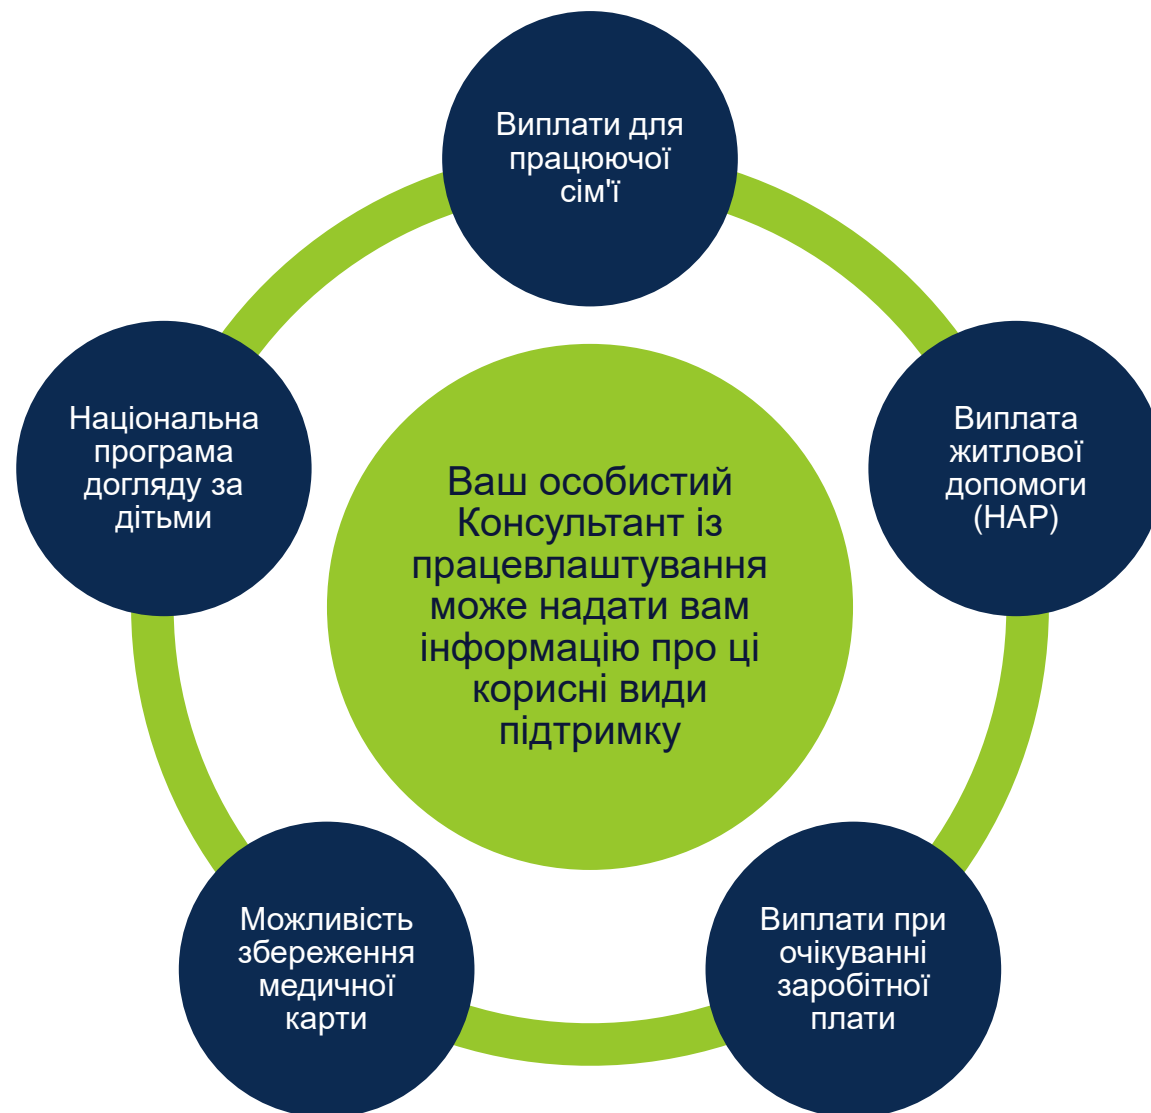 Виплати для
працюючої
сім'ї
Національна
програма
догляду за
дітьми
Ваш особистий
Консультант із
працевлаштування
може надати вам
інформацію про ці
корисні види
підтримку
Виплата
житлової
допомоги
(НАР)
Можливість
збереження
медичної
карти
Виплати при
очікуванні
заробітної
плати